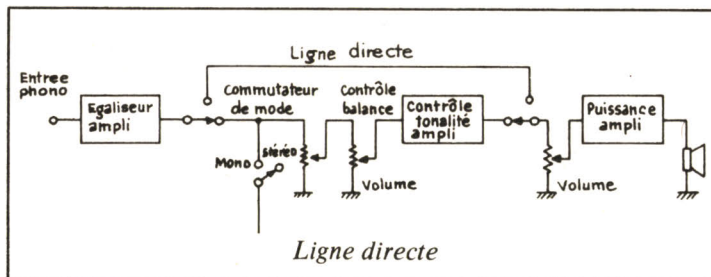 Ligne directe
Entree
phono
Egaliseur
ampli
Commutateur
de mode
Mono
stéréo
Contrôle
balance
Volume
Contrôle
tonalité
ampli
Volume
Puissance
ampli
Ligne directe